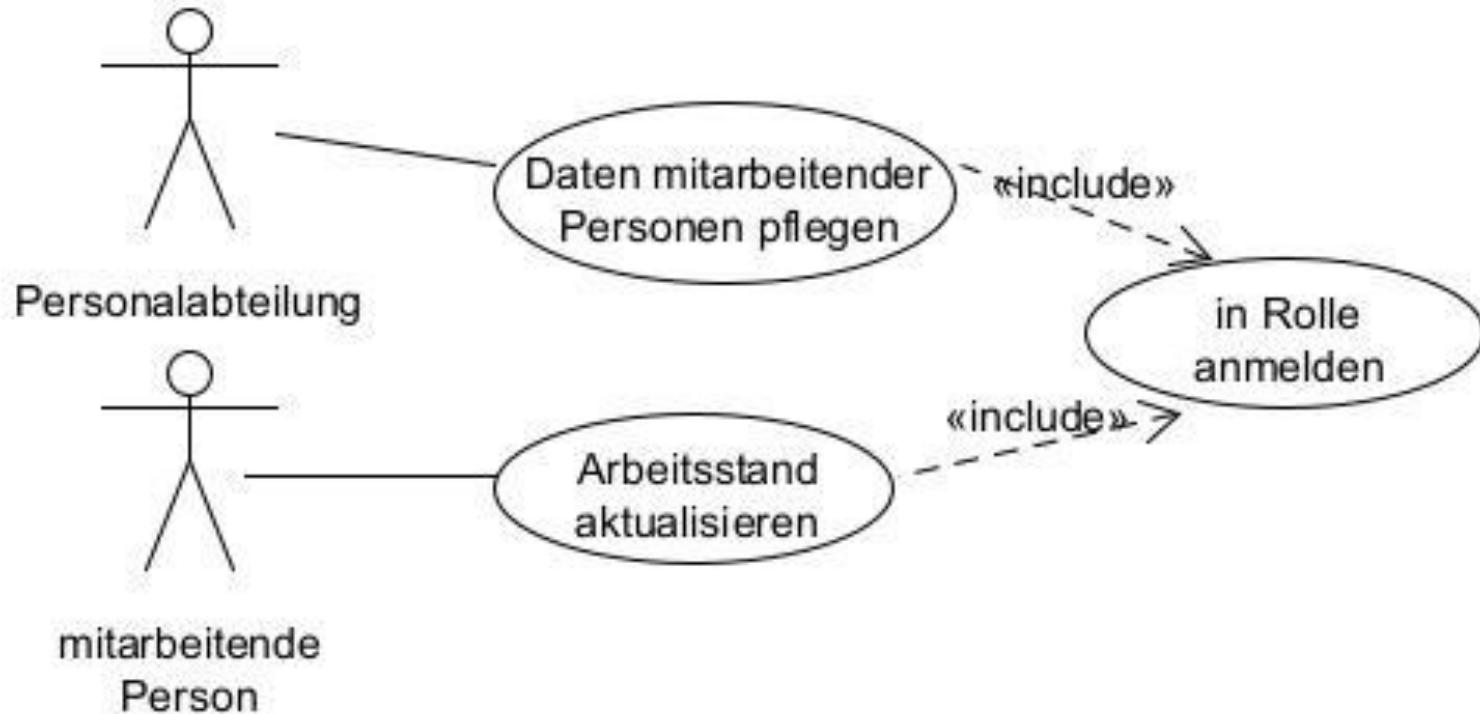 Daten mitarbeitender
Personen pflegen
«include»
Personalabteilung
in Rolle
anmelden
«include»
Arbeitsstand
aktualisieren
mitarbeitende
Person